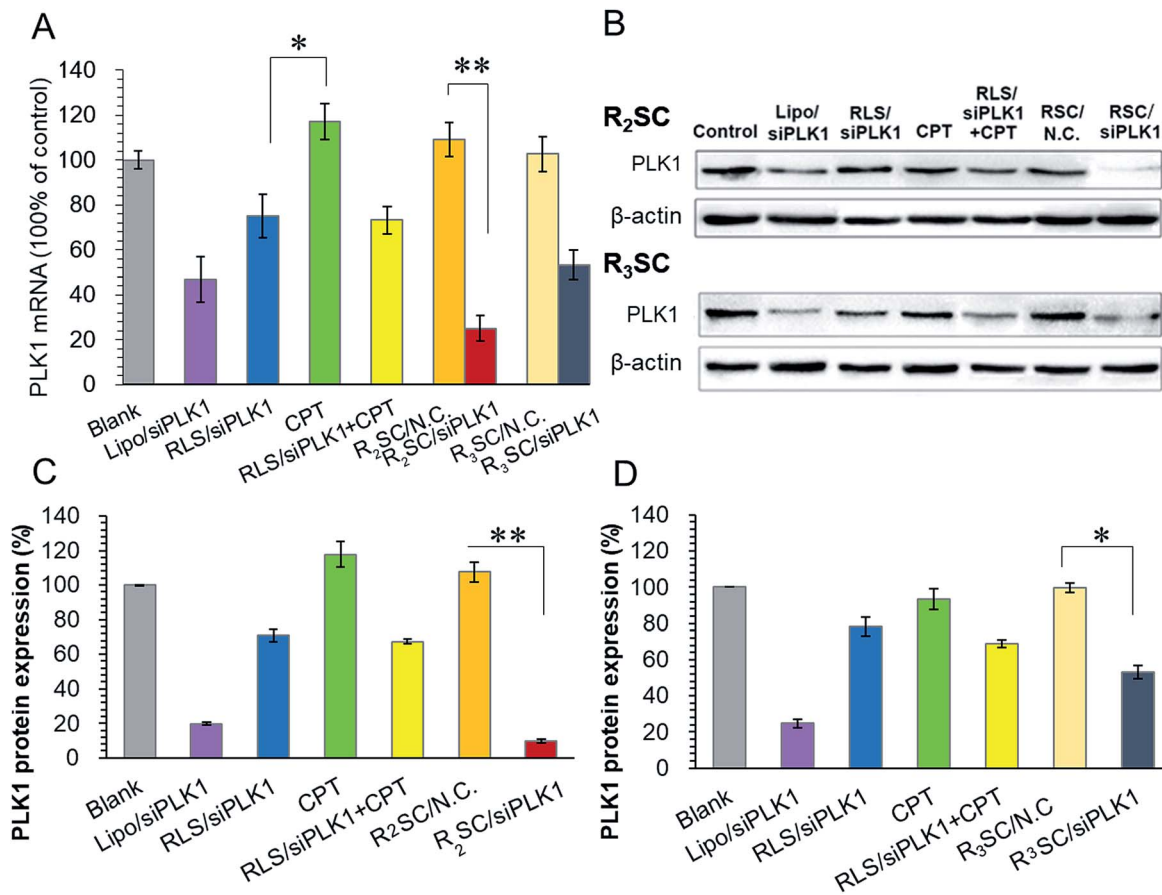 A
*
**
PLK1 mRNA (100% of control)
140
120
100
80
60
40
20
0
Blank
Lipo/siPLK1
RLS/siPLK1
CPT
RLS/siPLK1+CPT
R₂SC/N.C.
R₂SC/siPLK1
R₃SC/N.C.
R₃SC/siPLK1
B
R₂SC
Control
Lipo/
siPLK1
RLS/
siPLK1
CPT
RLS/
siPLK1
+CPT
RSC/
N.C.
RSC/
siPLK1
PLK1
β-actin
R₃SC
PLK1
β-actin
C
**
PLK1 protein expression (%)
140
120
100
80
60
40
20
0
Blank
Lipo/siPLK1
RLS/siPLK1
CPT
RLS/siPLK1+CPT
R²SC/N.C.
R₂SC/siPLK1
D
*
PLK1 protein expression (%)
140
120
100
80
60
40
20
0
Blank
Lipo/siPLK1
RLS/siPLK1
CPT
RLS/siPLK1+CPT
R₃SC/N.C
R³SC/siPLK1